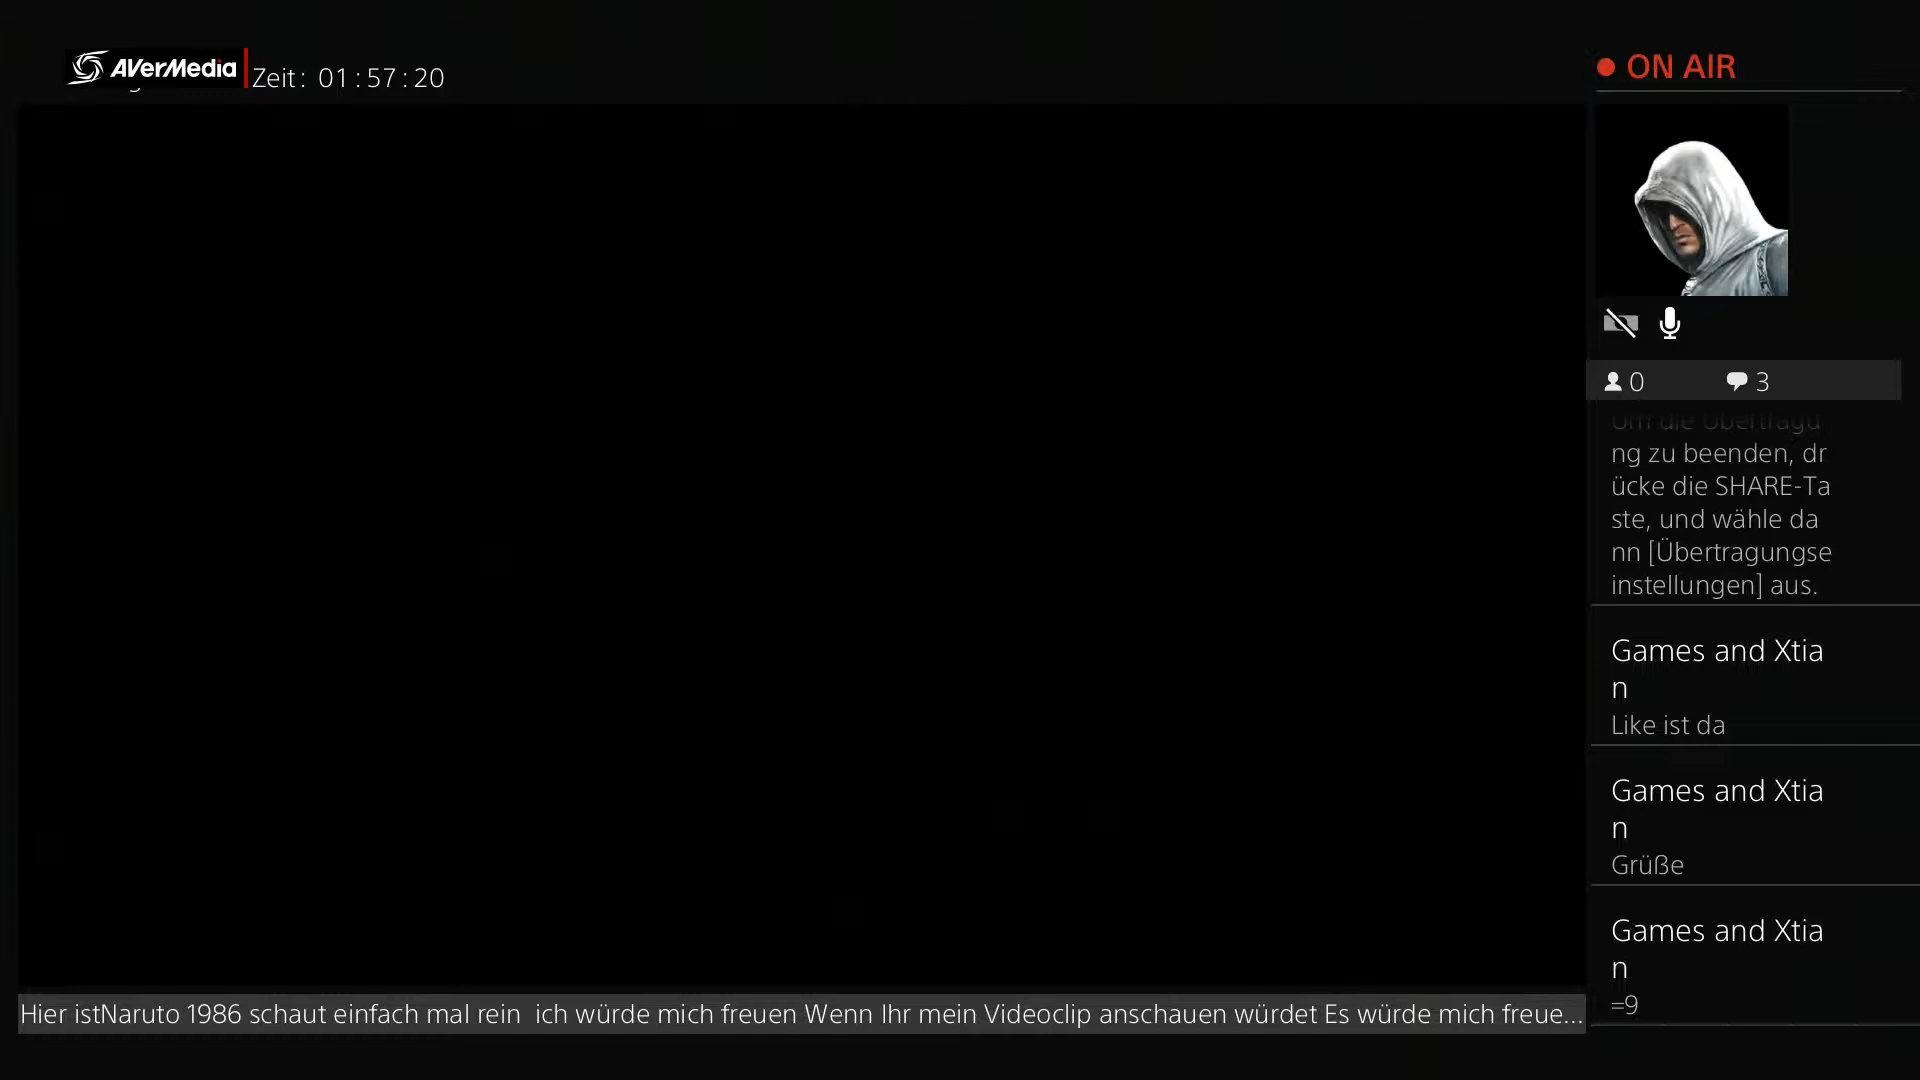 AVerMedia
Zeit: 01:57:20
ON AIR
0
3
Um die Übertragu
ng zu beenden, dr
ücke die SHARE-Ta
ste, und wähle da
nn [Übertragungse
instellungen] aus.
Games and Xtia
n
Like ist da
Games and Xtia
n
Grüße
Games and Xtia
n
=9
Hier istNaruto 1986 schaut einfach mal rein  ich würde mich freuen Wenn Ihr mein Videoclip anschauen würdet Es würde mich freue...